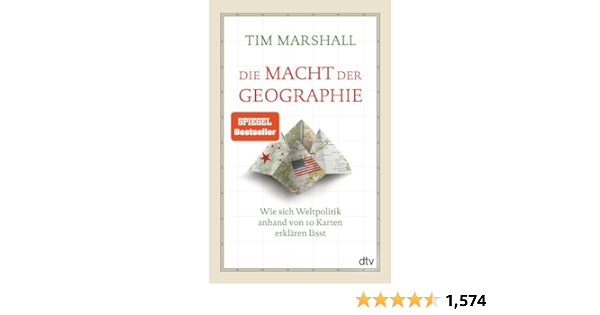 TIM MARSHALL
DIE MACHT DER
GEOGRAPHIE
SPIEGEL
Bestseller
Wie sich Weltpolitik
anhand von 10 Karten
erklären lässt
dtv
1,574